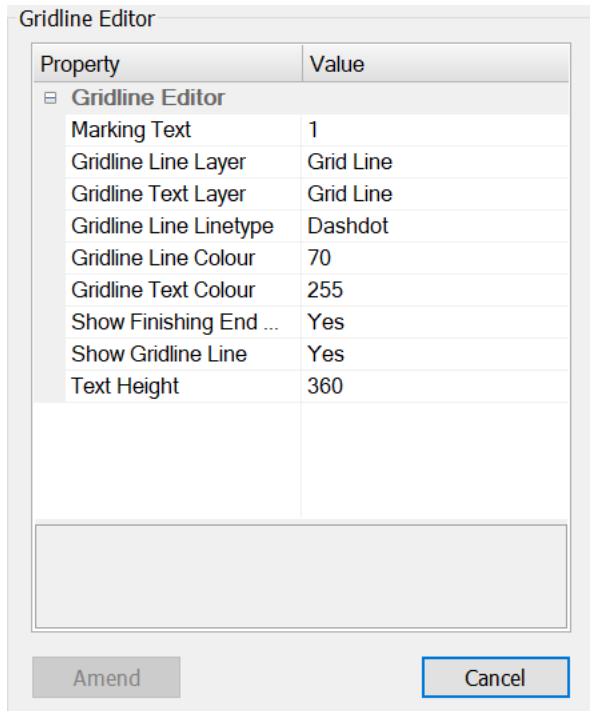 Gridline Editor
Property Value
Gridline Editor
Marking Text 1
Gridline Line Layer Grid Line
Gridline Text Layer Grid Line
Gridline Line Linetype Dashdot
Gridline Line Colour 70
Gridline Text Colour 255
Show Finishing End ... Yes
Show Gridline Line Yes
Text Height 360
Amend Cancel